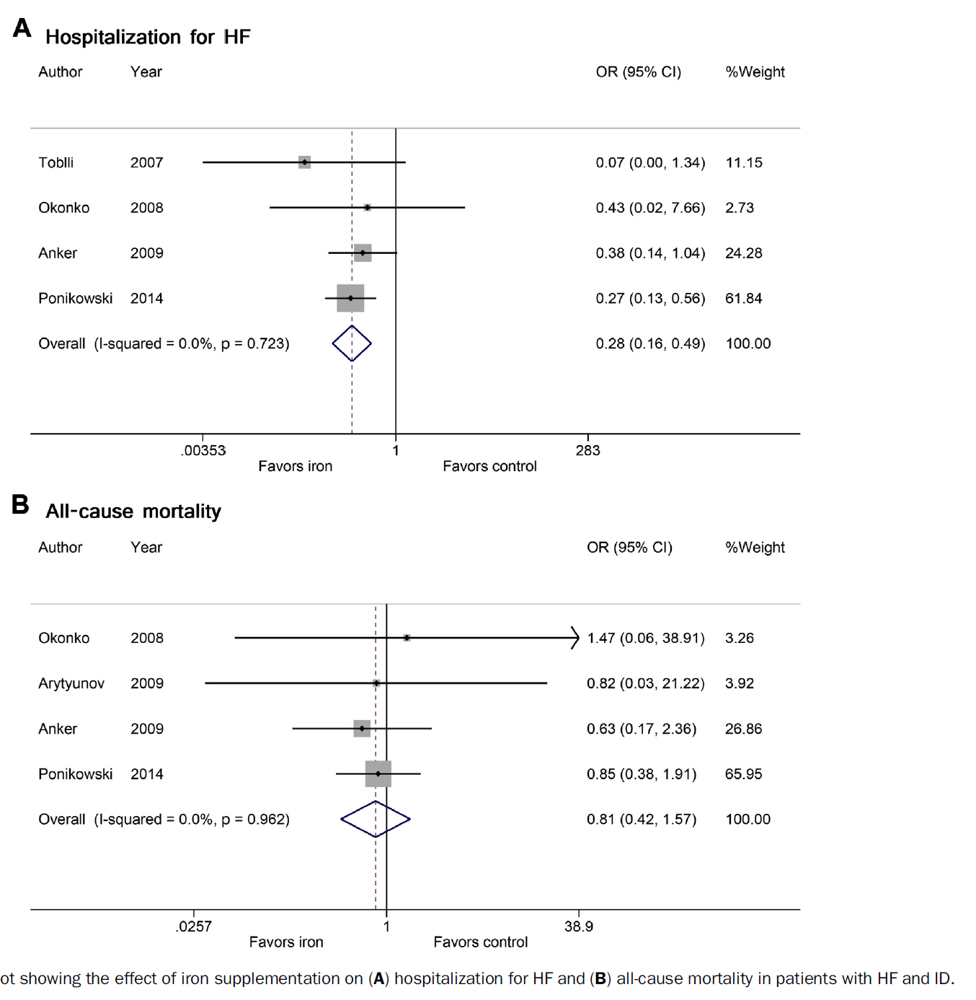 A Hospitalization for HF
Author Year OR (95% CI) %Weight
Toblli 2007 0.07 (0.00, 1.34) 11.15
Okonko 2008 0.43 (0.02, 7.66) 2.73
Anker 2009 0.38 (0.14, 1.04) 24.28
Ponikowski 2014 0.27 (0.13, 0.56) 61.84
Overall (I-squared = 0.0%, p = 0.723) 0.28 (0.16, 0.49) 100.00
.00353 1 283
Favors iron Favors control
B All-cause mortality
Author Year OR (95% CI) %Weight
Okonko 2008 1.47 (0.06, 38.91) 3.26
Arytyunov 2009 0.82 (0.03, 21.22) 3.92
Anker 2009 0.63 (0.17, 2.36) 26.86
Ponikowski 2014 0.85 (0.38, 1.91) 65.95
Overall (I-squared = 0.0%, p = 0.962) 0.81 (0.42, 1.57) 100.00
.0257 1 38.9
Favors iron Favors control
ot showing the effect of iron supplementation on (A) hospitalization for HF and (B) all-cause mortality in patients with HF and ID.